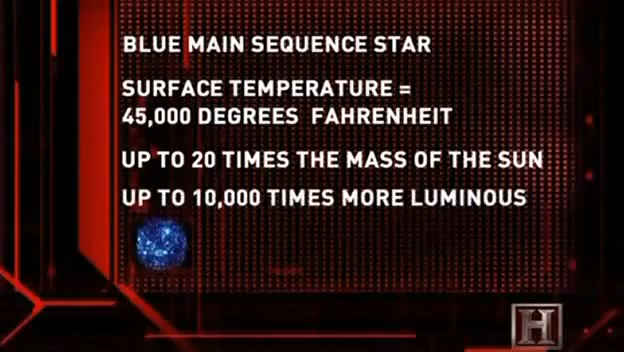 BLUE MAIN SEQUENCE STAR
SURFACE TEMPERATURE =
45,000 DEGREES FAHRENHEIT
UP TO 20 TIMES THE MASS OF THE SUN
UP TO 10,000 TIMES MORE LUMINOUS
H